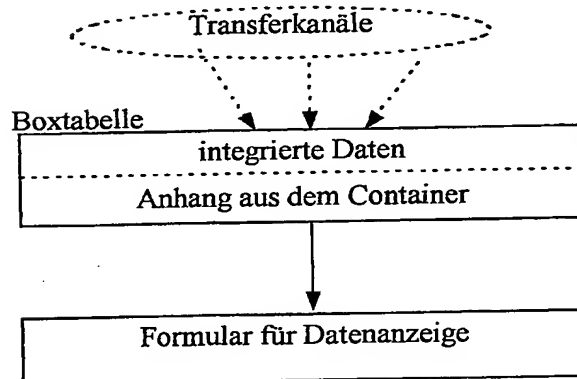 Transferkanäle
Boxtabelle
integrierte Daten
Anhang aus dem Container
Formular für Datenanzeige